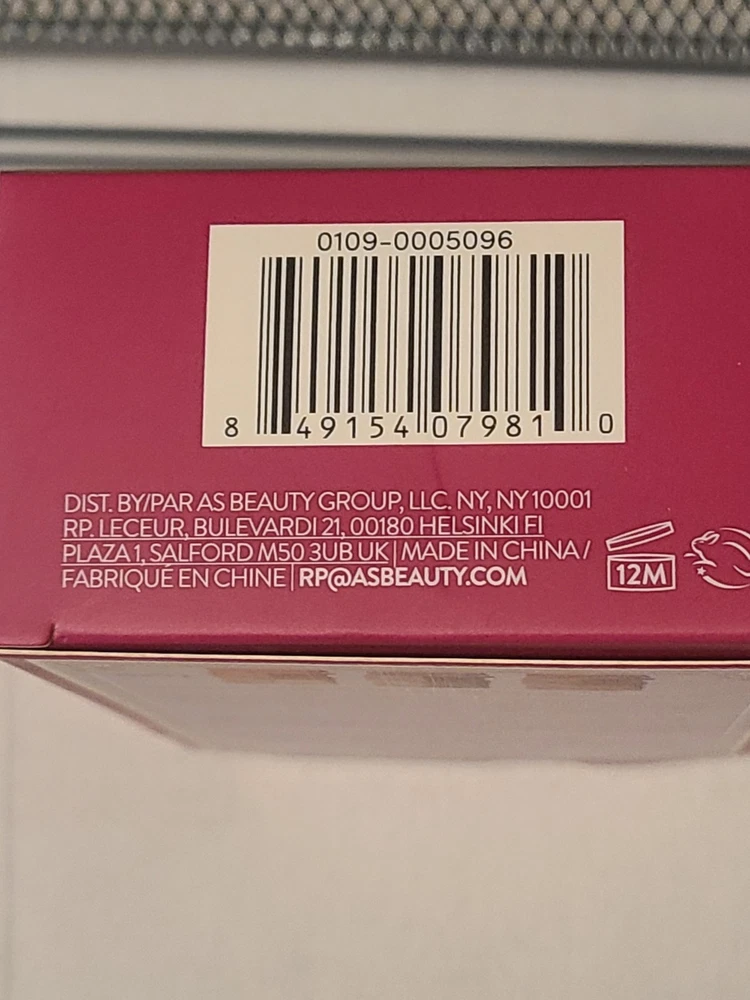 0109-0005096
8 49154 07981 0
DIST. BY/PAR AS BEAUTY GROUP, LLC. NY, NY 10001
RP. LECEUR, BULEVARDI 21, 00180 HELSINKI FI
PLAZA 1, SALFORD M50 3UB UK | MADE IN CHINA /
FABRIQUÉ EN CHINE | RP@ASBEAUTY.COM
12M